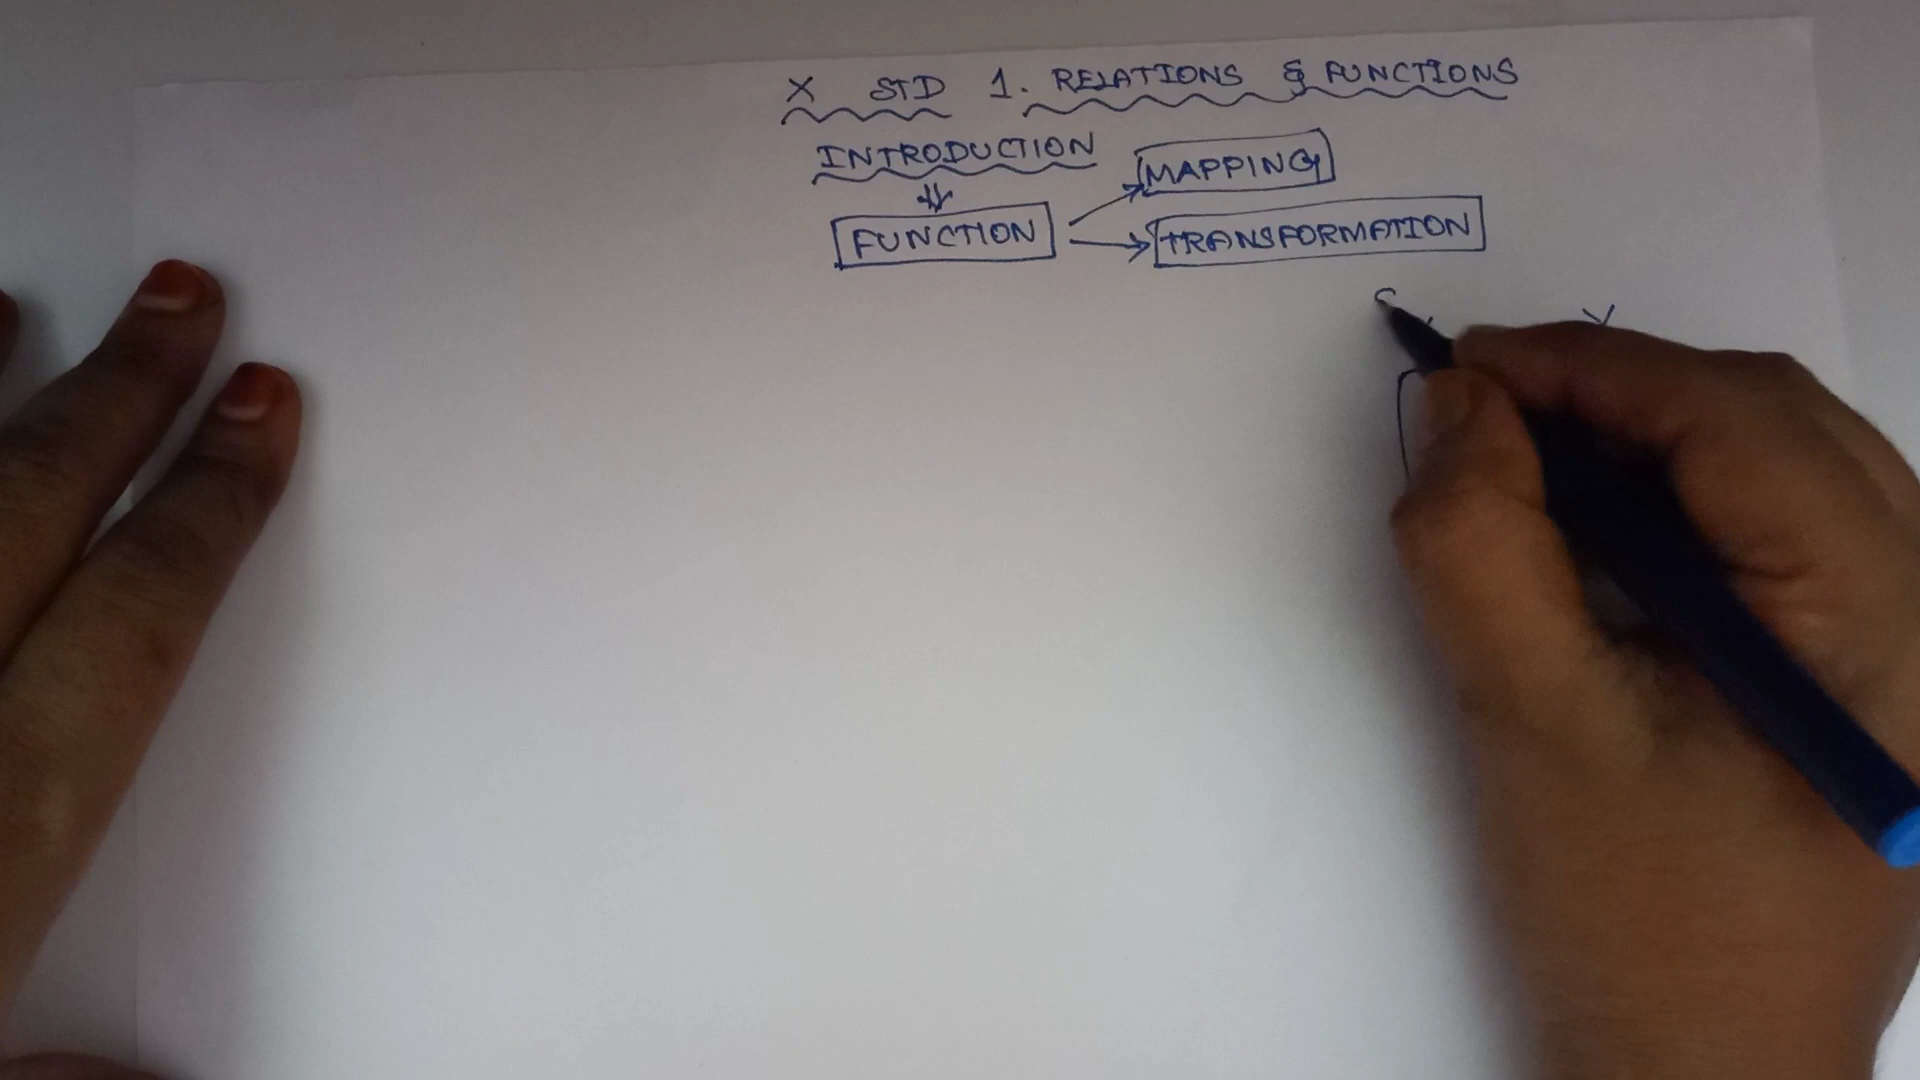 X STD 1. RELATIONS & FUNCTIONS
INTRODUCTION
MAPPING
FUNCTION
TRANSFORMATION
Y